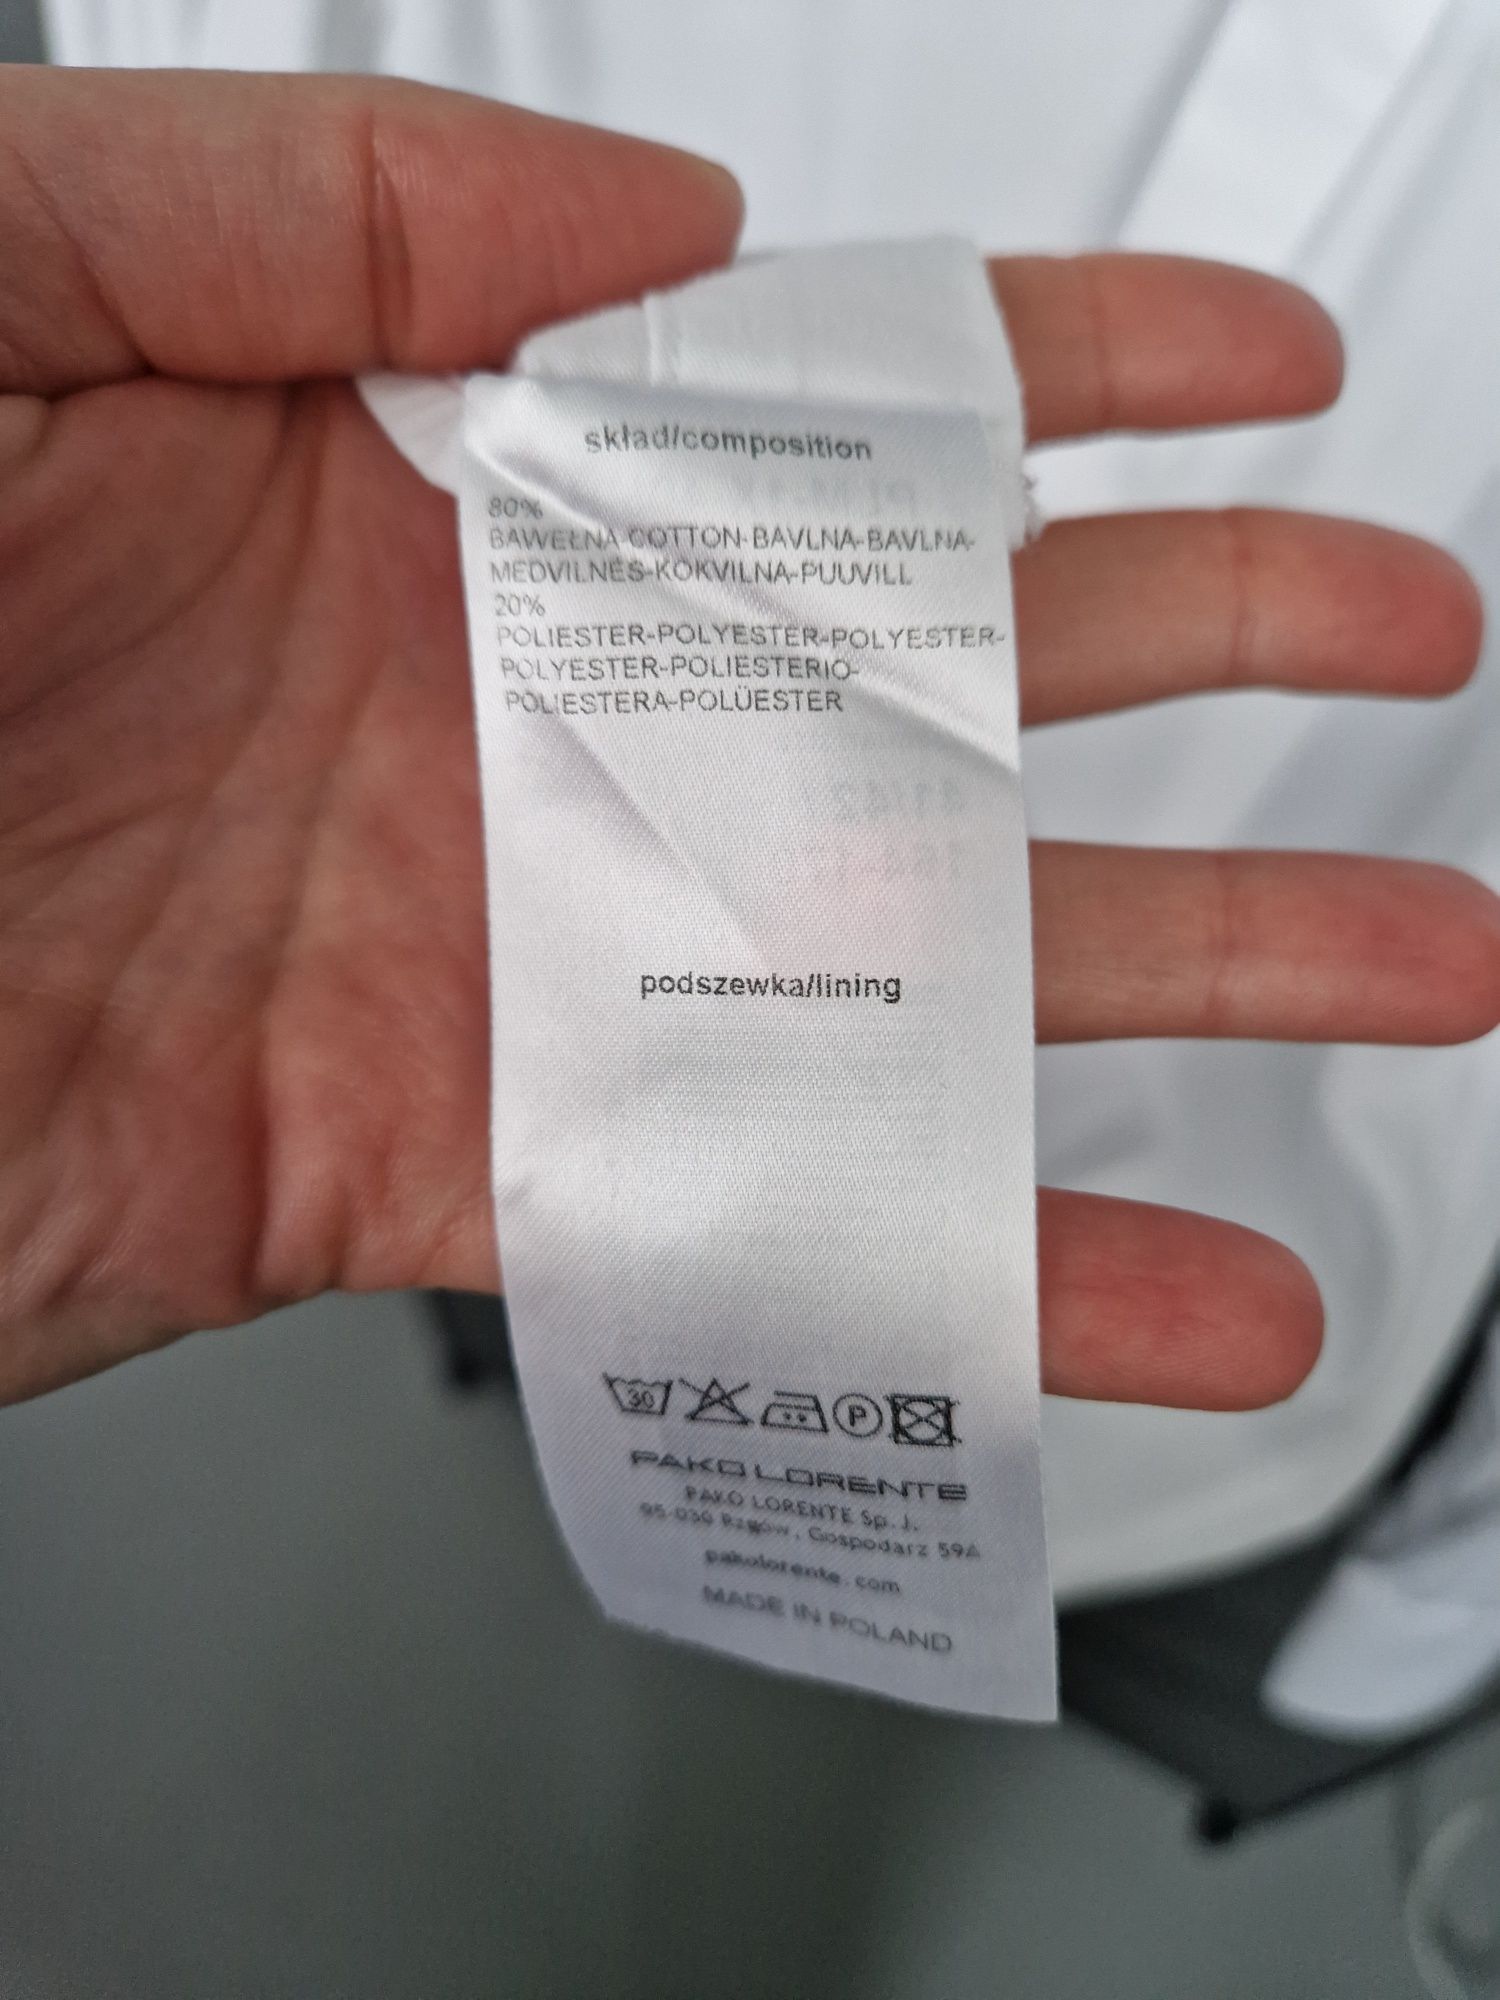 skład/composition
80%
BAWEŁNA-COTTON-BAVLNA-BAVLNA-
MEDVILNĖS-KOKVILNA-PUUVILL
20%
POLIESTER-POLYESTER-POLYESTER-
POLYESTER-POLIESTERIO-
POLIESTERA-POLÜESTER
podszewka/lining
30
P
PAKO LORENTE
PAKO LORENTE Sp. J.
95-030 Rzgów, Gospodarz 59A
pakolorente.com
MADE IN POLAND